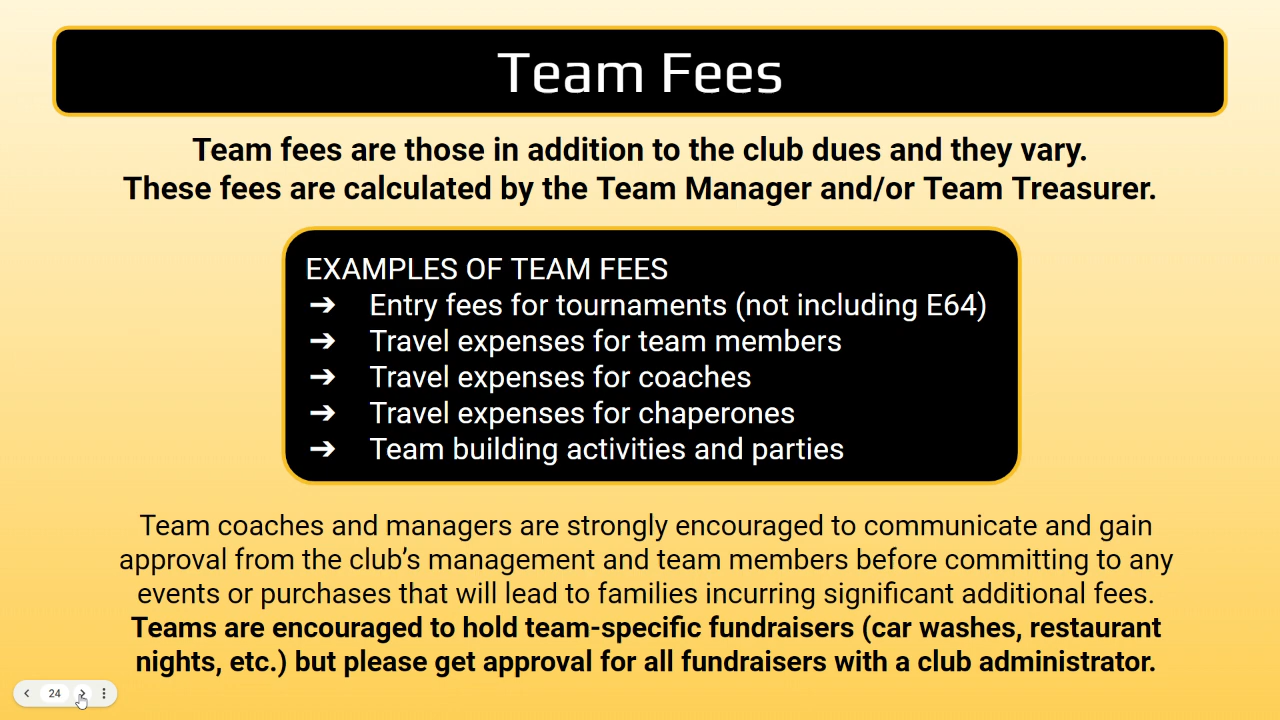 Team Fees
Team fees are those in addition to the club dues and they vary.
These fees are calculated by the Team Manager and/or Team Treasurer.
EXAMPLES OF TEAM FEES
➔ Entry fees for tournaments (not including E64)
➔ Travel expenses for team members
➔ Travel expenses for coaches
➔ Travel expenses for chaperones
➔ Team building activities and parties
Team coaches and managers are strongly encouraged to communicate and gain
approval from the club’s management and team members before committing to any
events or purchases that will lead to families incurring significant additional fees.
Teams are encouraged to hold team-specific fundraisers (car washes, restaurant
nights, etc.) but please get approval for all fundraisers with a club administrator.
24